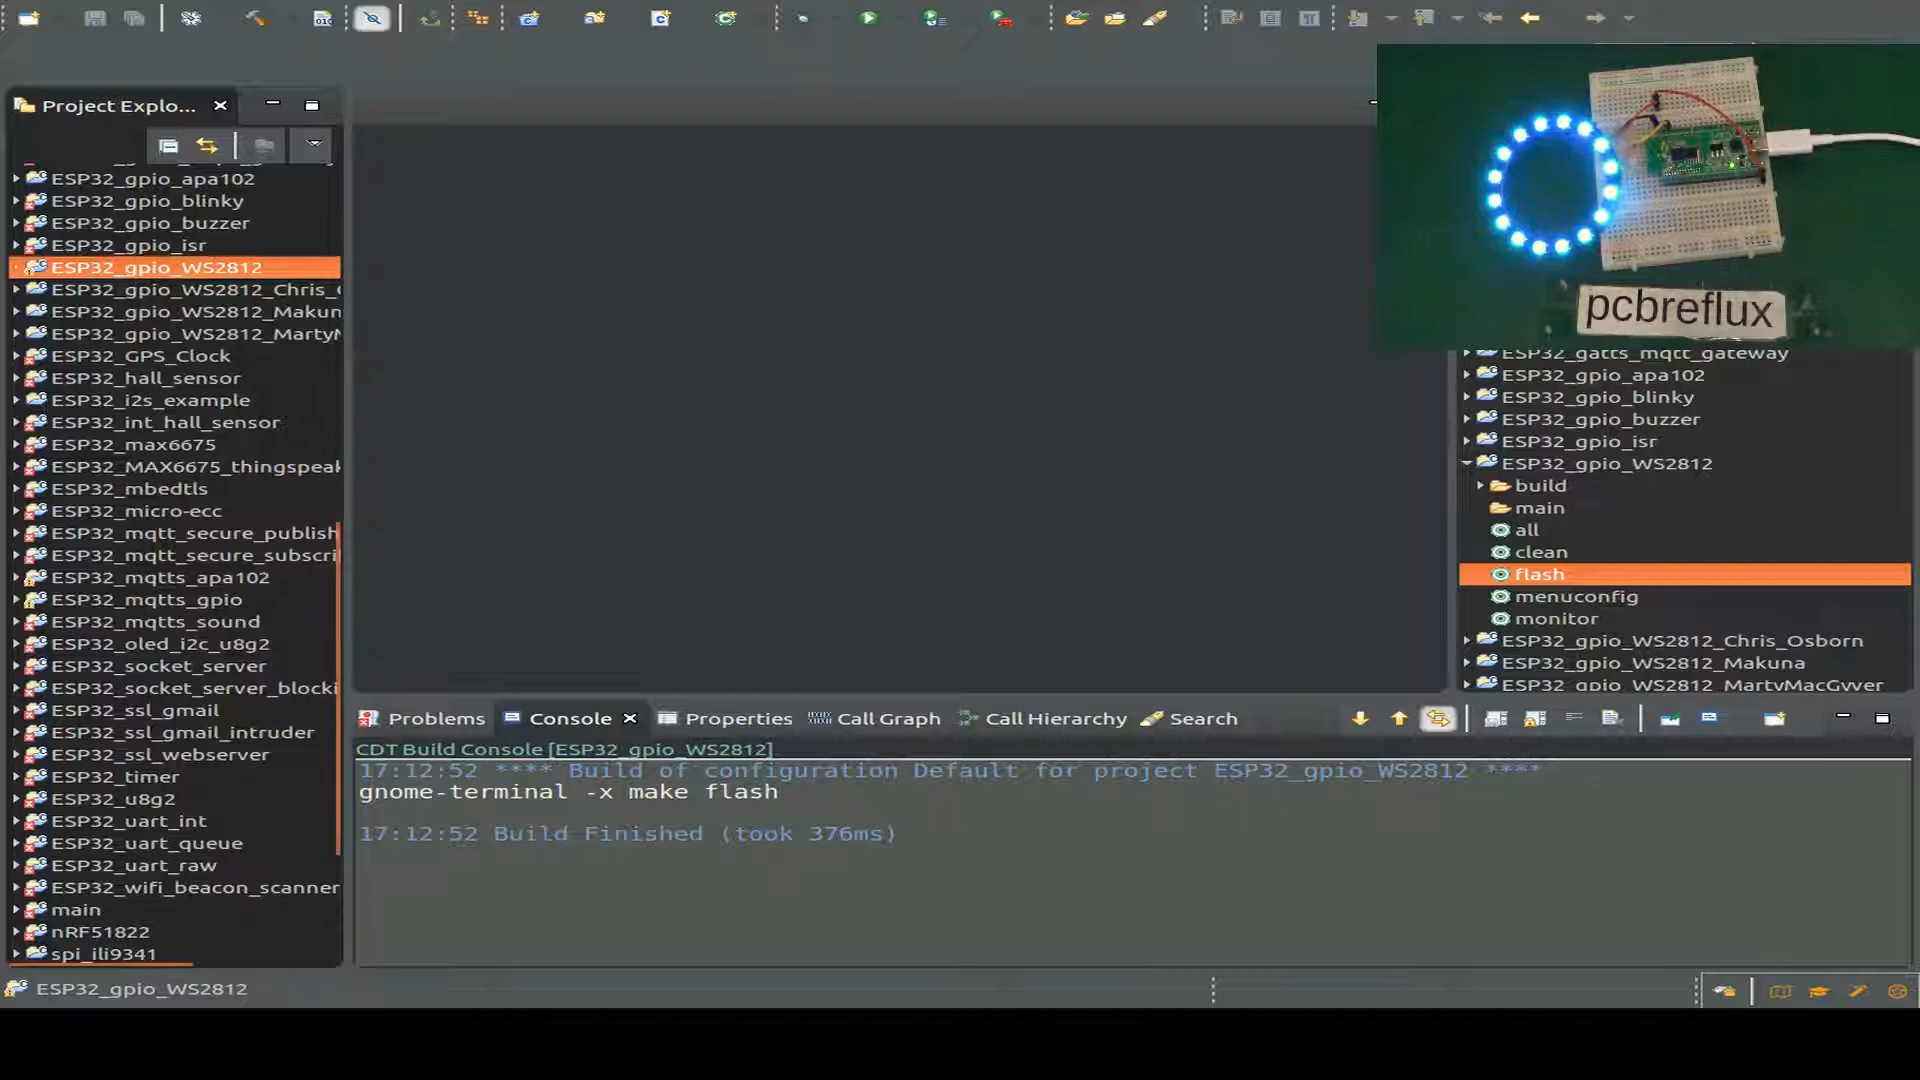 010
Project Explo...
ESP32_gpio_apa102
ESP32_gpio_blinky
ESP32_gpio_buzzer
ESP32_gpio_isr
ESP32_gpio_WS2812
ESP32_gpio_WS2812_Chris_
ESP32_gpio_WS2812_Makun
ESP32_gpio_WS2812_Marty
ESP32_GPS_Clock
ESP32_hall_sensor
ESP32_i2s_example
ESP32_int_hall_sensor
ESP32_max6675
ESP32_MAX6675_thingspeak
ESP32_mbedtls
ESP32_micro-ecc
ESP32_mqtt_secure_publish
ESP32_mqtt_secure_subscri
ESP32_mqtts_apa102
ESP32_mqtts_gpio
ESP32_mqtts_sound
ESP32_oled_i2c_u8g2
ESP32_socket_server
ESP32_socket_server_blocki
ESP32_ssl_gmail
ESP32_ssl_gmail_intruder
ESP32_ssl_webserver
ESP32_timer
ESP32_u8g2
ESP32_uart_int
ESP32_uart_queue
ESP32_uart_raw
ESP32_wifi_beacon_scanner
main
nRF51822
spi_ili9341
pcbreflux
ESP32_gatts_mqtt_gateway
ESP32_gpio_apa102
ESP32_gpio_blinky
ESP32_gpio_buzzer
ESP32_gpio_isr
ESP32_gpio_WS2812
build
main
all
clean
flash
menuconfig
monitor
ESP32_gpio_WS2812_Chris_Osborn
ESP32_gpio_WS2812_Makuna
ESP32_gpio_WS2812_MartyMacGyver
Problems Console Properties Call Graph Call Hierarchy Search
CDT Build Console [ESP32_gpio_WS2812]
17:12:52 **** Build of configuration Default for project ESP32_gpio_WS2812 ****
gnome-terminal -x make flash
17:12:52 Build Finished (took 376ms)
ESP32_gpio_WS2812